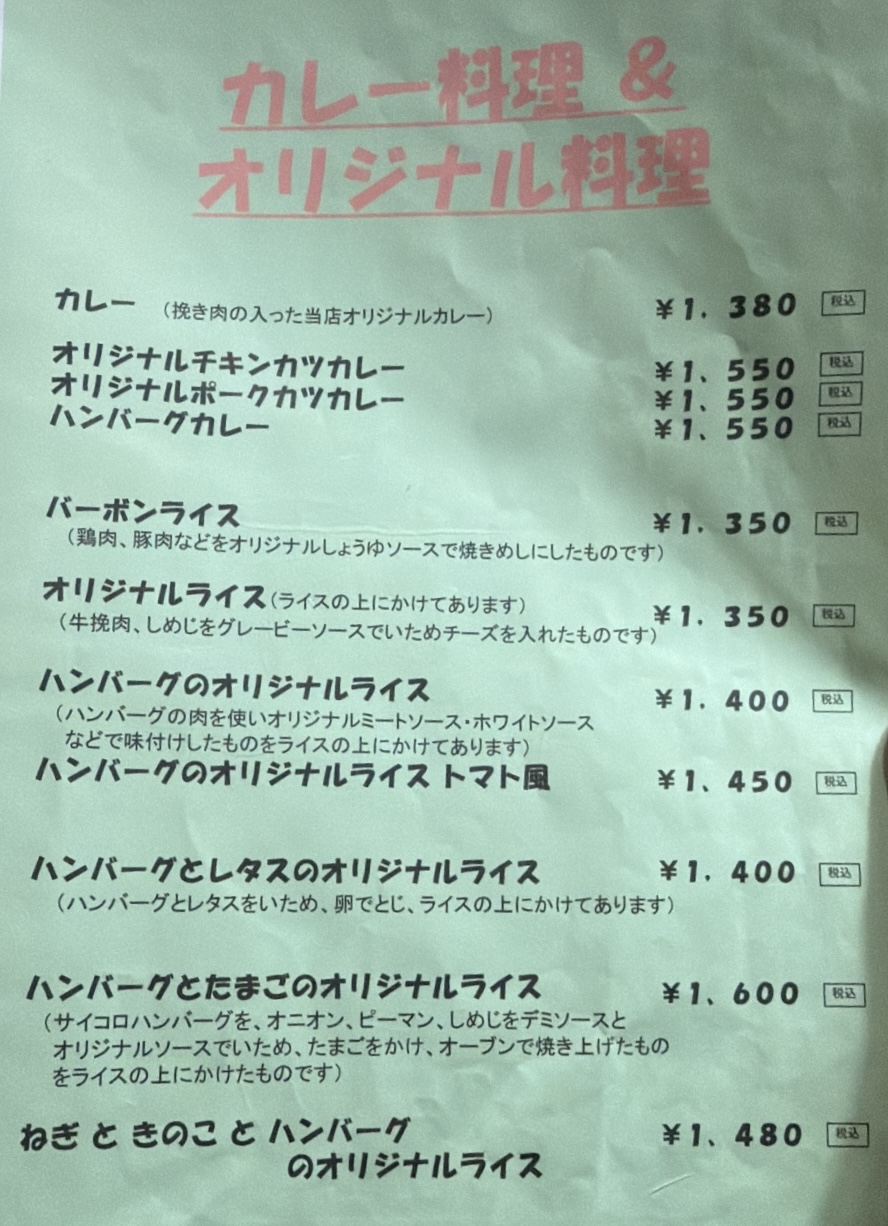 カレー料理 &
オリジナル料理
カレー （挽き肉の入った当店オリジナルカレー） ¥1. 380 税込
オリジナルチキンカツカレー ¥1、550 税込
オリジナルポークカツカレー ¥1、550 税込
ハンバーグカレー ¥1、550 税込
バーボンライス ¥1. 350 税込
（鶏肉、豚肉などをオリジナルしょうゆソースで焼きめしにしたものです）
オリジナルライス（ライスの上にかけてあります） ¥1. 350 税込
（牛挽肉、しめじをグレービーソースでいためチーズを入れたものです）
ハンバーグのオリジナルライス ¥1. 400 税込
（ハンバーグの肉を使いオリジナルミートソース・ホワイトソース
などで味付けしたものをライスの上にかけてあります）
ハンバーグのオリジナルライス トマト風 ¥1、450 税込
ハンバーグとレタスのオリジナルライス ¥1. 400 税込
（ハンバーグとレタスをいため、卵でとじ、ライスの上にかけてあります）
ハンバーグとたまごのオリジナルライス ¥1、600 税込
（サイコロハンバーグを、オニオン、ピーマン、しめじをデミソースと
オリジナルソースでいため、たまごをかけ、オーブンで焼き上げたもの
をライスの上にかけたものです）
ねぎ と きのこ と ハンバーグ ¥1、480 税込
のオリジナルライス